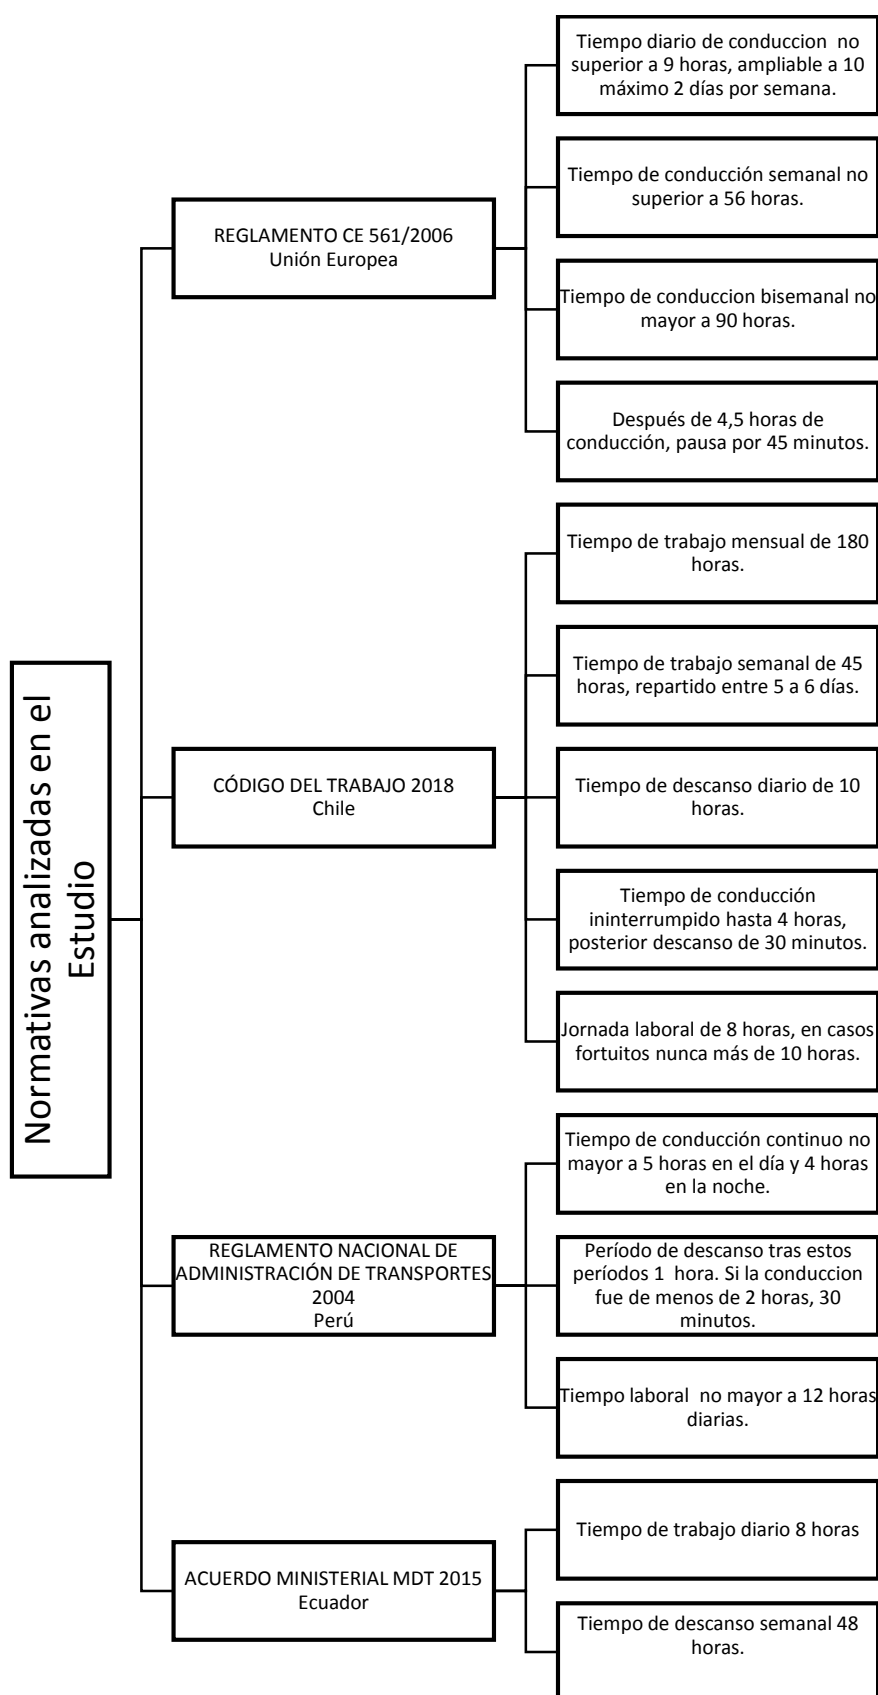 Normativas analizadas en el
Estudio
REGLAMENTO CE 561/2006
Unión Europea
Tiempo diario de conduccion no
superior a 9 horas, ampliable a 10
máximo 2 días por semana.
Tiempo de conducción semanal no
superior a 56 horas.
Tiempo de conduccion bisemanal no
mayor a 90 horas.
Después de 4,5 horas de
conducción, pausa por 45 minutos.
CÓDIGO DEL TRABAJO 2018
Chile
Tiempo de trabajo mensual de 180
horas.
Tiempo de trabajo semanal de 45
horas, repartido entre 5 a 6 días.
Tiempo de descanso diario de 10
horas.
Tiempo de conducción
ininterrumpido hasta 4 horas,
posterior descanso de 30 minutos.
Jornada laboral de 8 horas, en casos
fortuitos nunca más de 10 horas.
REGLAMENTO NACIONAL DE
ADMINISTRACIÓN DE TRANSPORTES
2004
Perú
Tiempo de conducción continuo no
mayor a 5 horas en el día y 4 horas
en la noche.
Período de descanso tras estos
períodos 1 hora. Si la conduccion
fue de menos de 2 horas, 30
minutos.
Tiempo laboral no mayor a 12 horas
diarias.
ACUERDO MINISTERIAL MDT 2015
Ecuador
Tiempo de trabajo diario 8 horas
Tiempo de descanso semanal 48
horas.